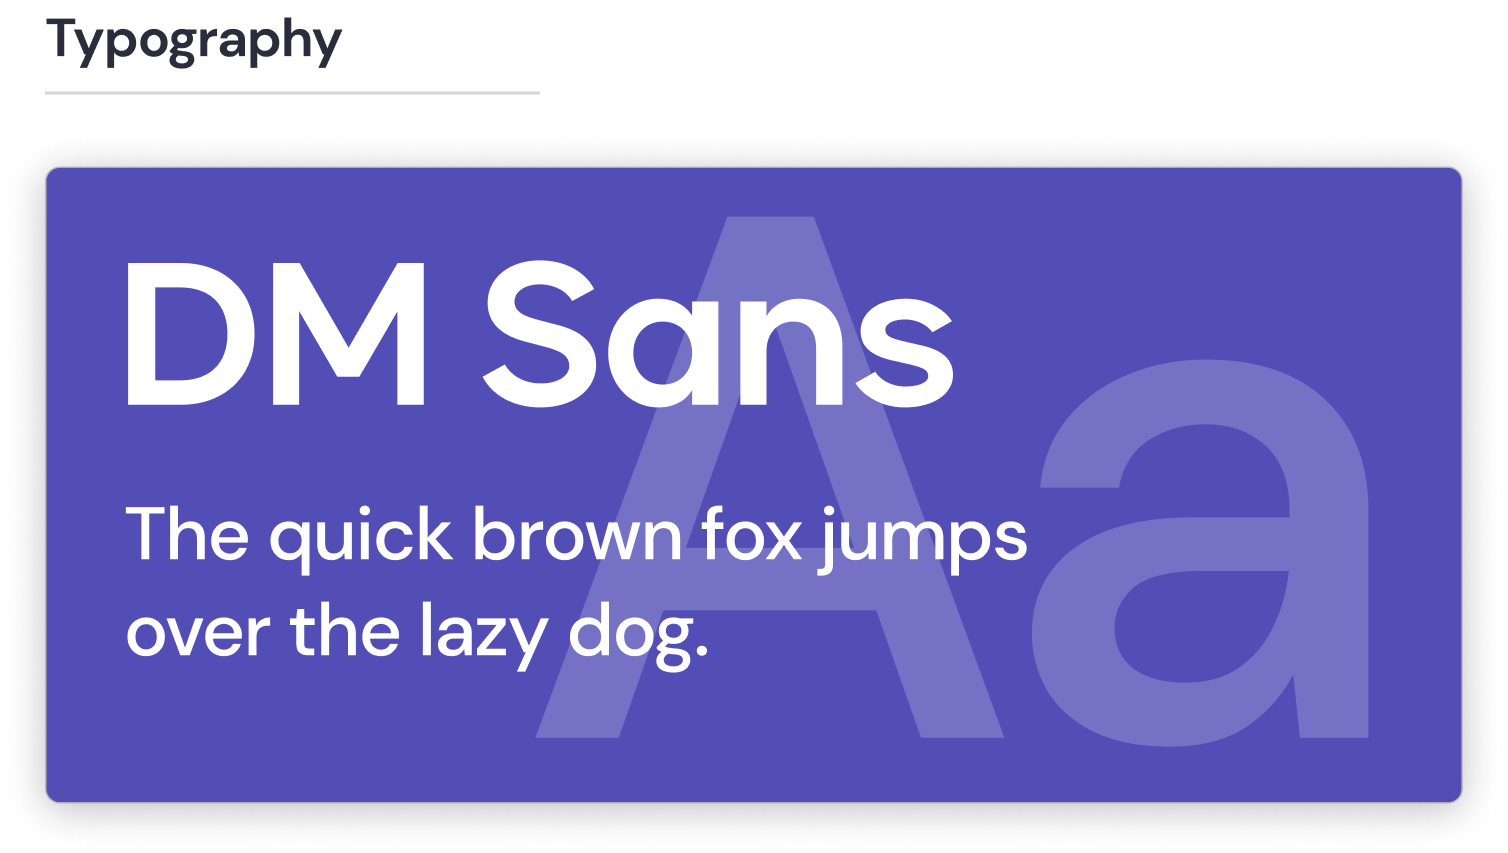 Typography
DM Sans
Aa
The quick brown fox jumps
over the lazy dog.